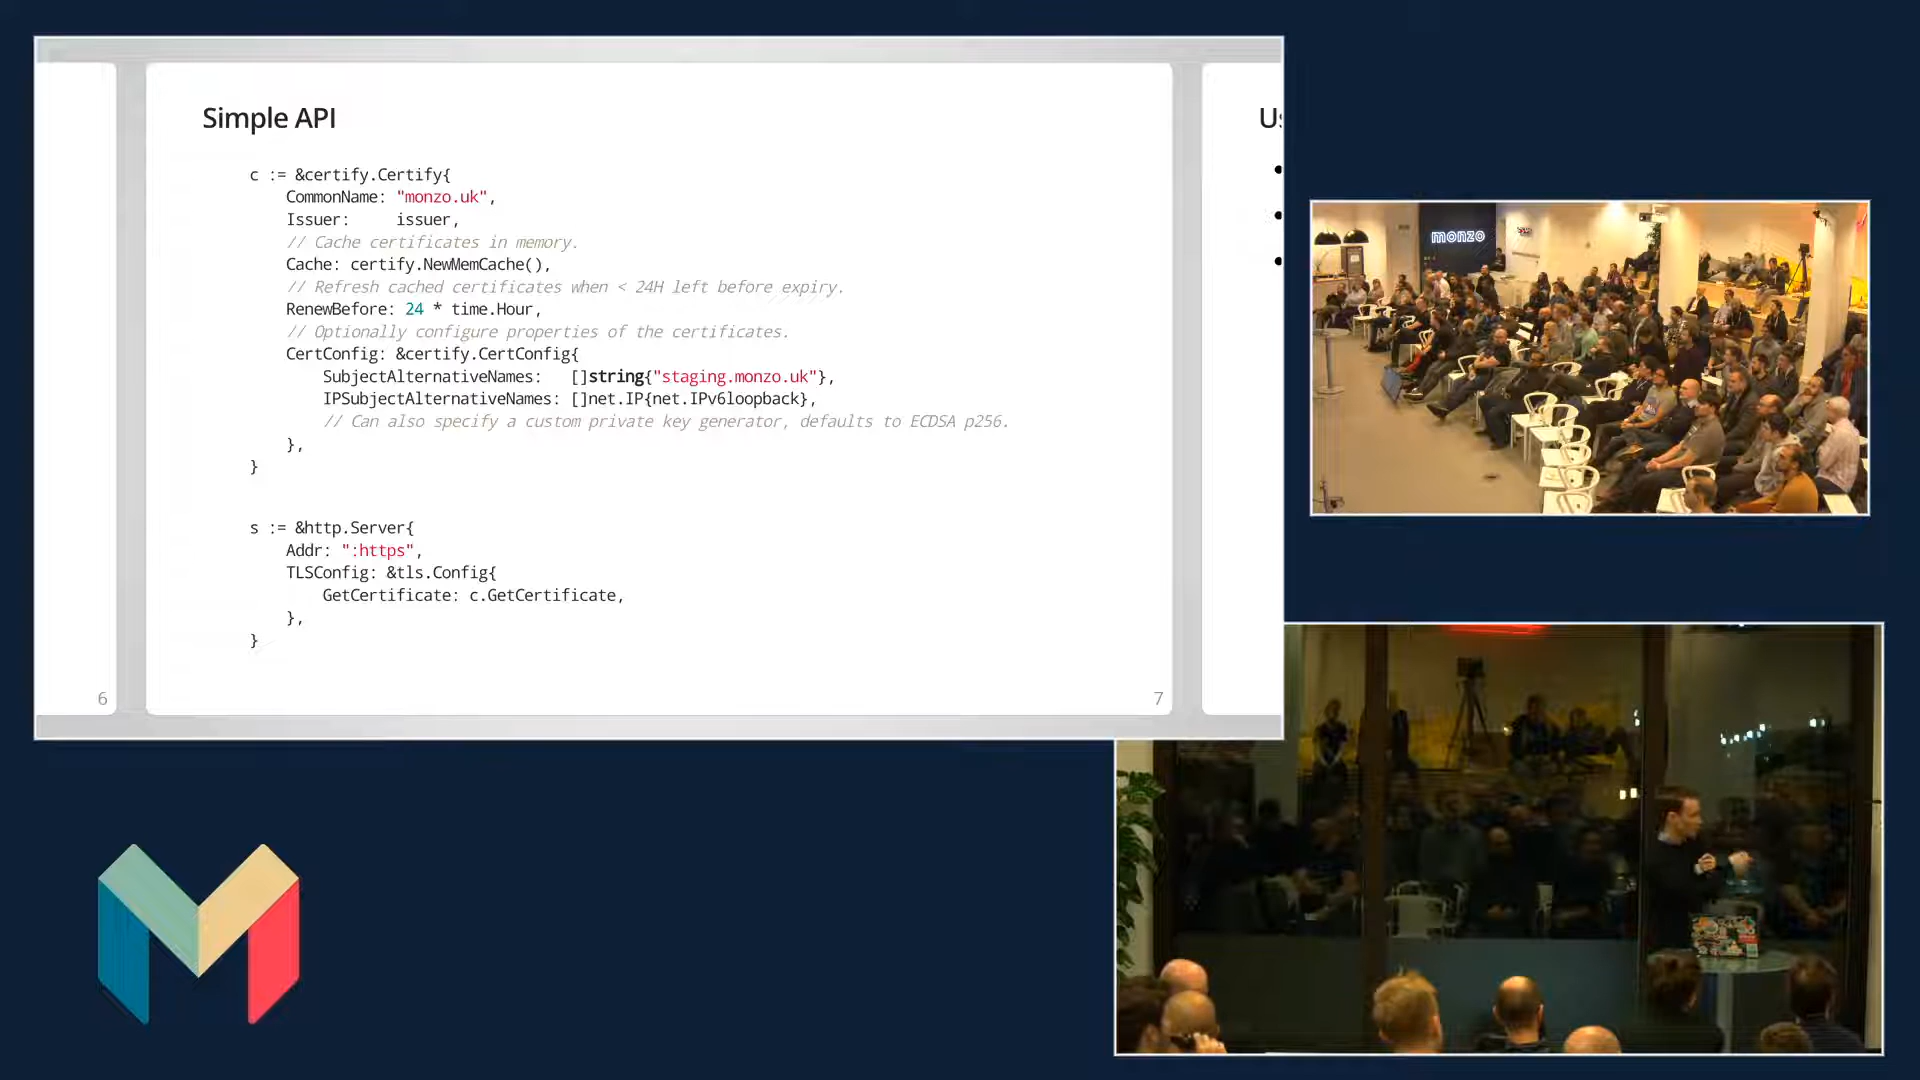 Simple API
c := &certify.Certify{
    CommonName: "monzo.uk",
    Issuer:     issuer,
    // Cache certificates in memory.
    Cache: certify.NewMemCache(),
    // Refresh cached certificates when < 24H left before expiry.
    RenewBefore: 24 * time.Hour,
    // Optionally configure properties of the certificates.
    CertConfig: &certify.CertConfig{
        SubjectAlternativeNames:   []string{"staging.monzo.uk"},
        IPSubjectAlternativeNames: []net.IP{net.IPv6loopback},
        // Can also specify a custom private key generator, defaults to ECDSA p256.
    },
}
s := &http.Server{
    Addr: ":https",
    TLSConfig: &tls.Config{
        GetCertificate: c.GetCertificate,
    },
}
6
7
monzo